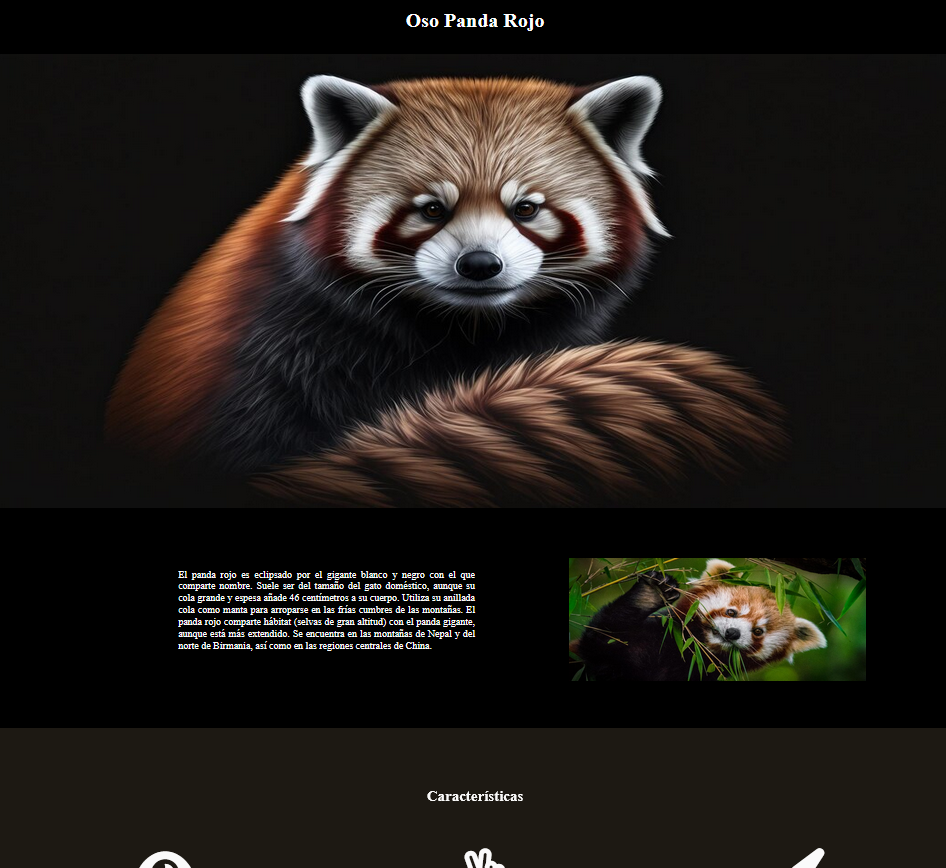 Oso Panda Rojo
El panda rojo es eclipsado por el gigante blanco y negro con el que
comparte nombre. Suele ser del tamaño del gato doméstico, aunque su
cola grande y espesa añade 46 centímetros a su cuerpo. Utiliza su anillada
cola como manta para arroparse en las frías cumbres de las montañas. El
panda rojo comparte hábitat (selvas de gran altitud) con el panda gigante,
aunque está más extendido. Se encuentra en las montañas de Nepal y del
norte de Birmania, así como en las regiones centrales de China.
Características